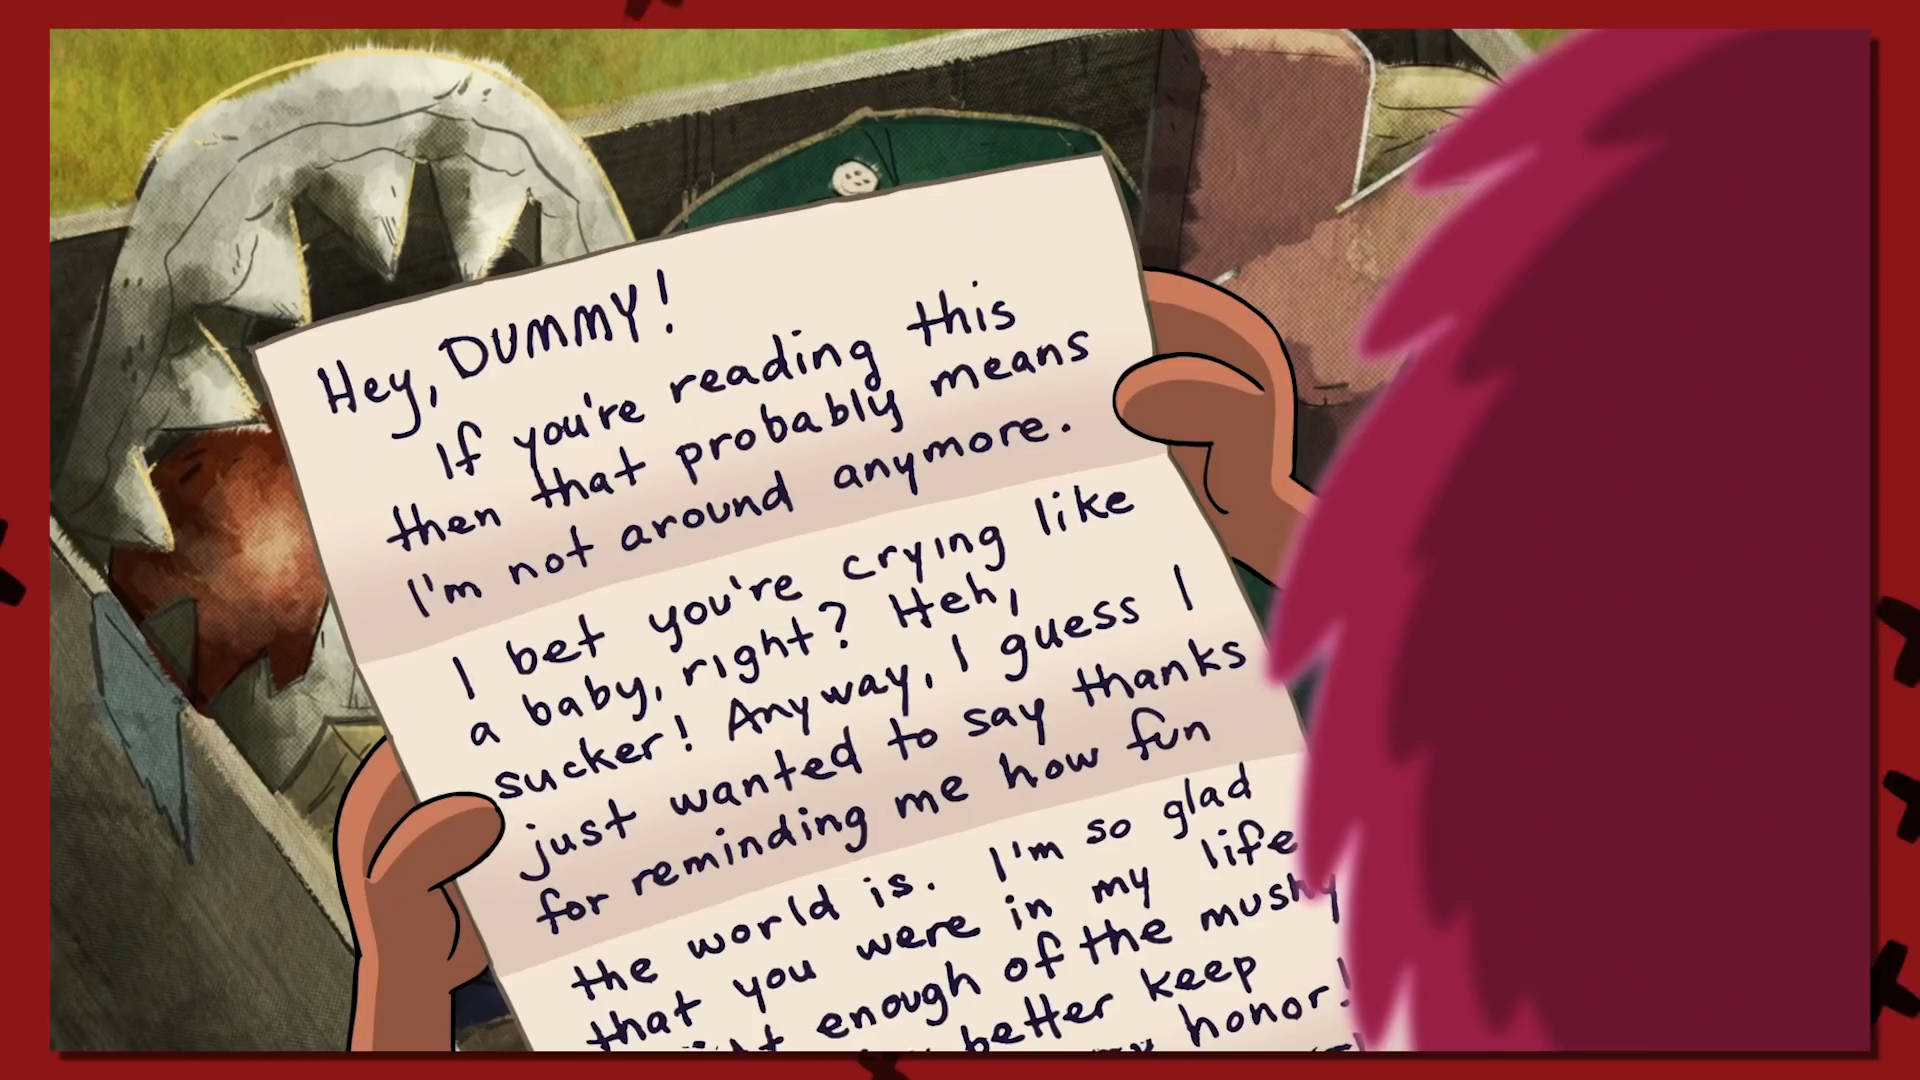 Hey, DUMMY!
If you're reading this
then that probably means
I'm not around anymore.
I bet you're crying like
a baby, right? Heh,
sucker! Anyway, I guess I
just wanted to say thanks
for reminding me how fun
the world is. I'm so glad
that you were in my life
enough of the mushy
better keep
honor!